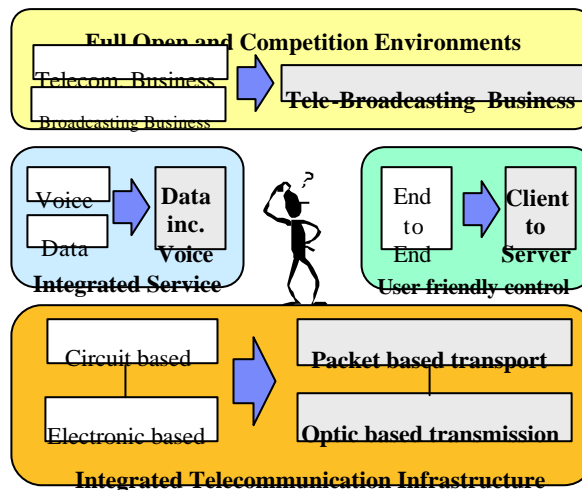 Full Open and Competition Environments
Telecom. Business
Broadcasting Business
Tele-Broadcasting Business
Voice
Data
Data
inc.
Voice
Integrated Service
?
End
to
End
Client
to
Server
User friendly control
Circuit based
Electronic based
Packet based transport
Optic based transmission
Integrated Telecommunication Infrastructure